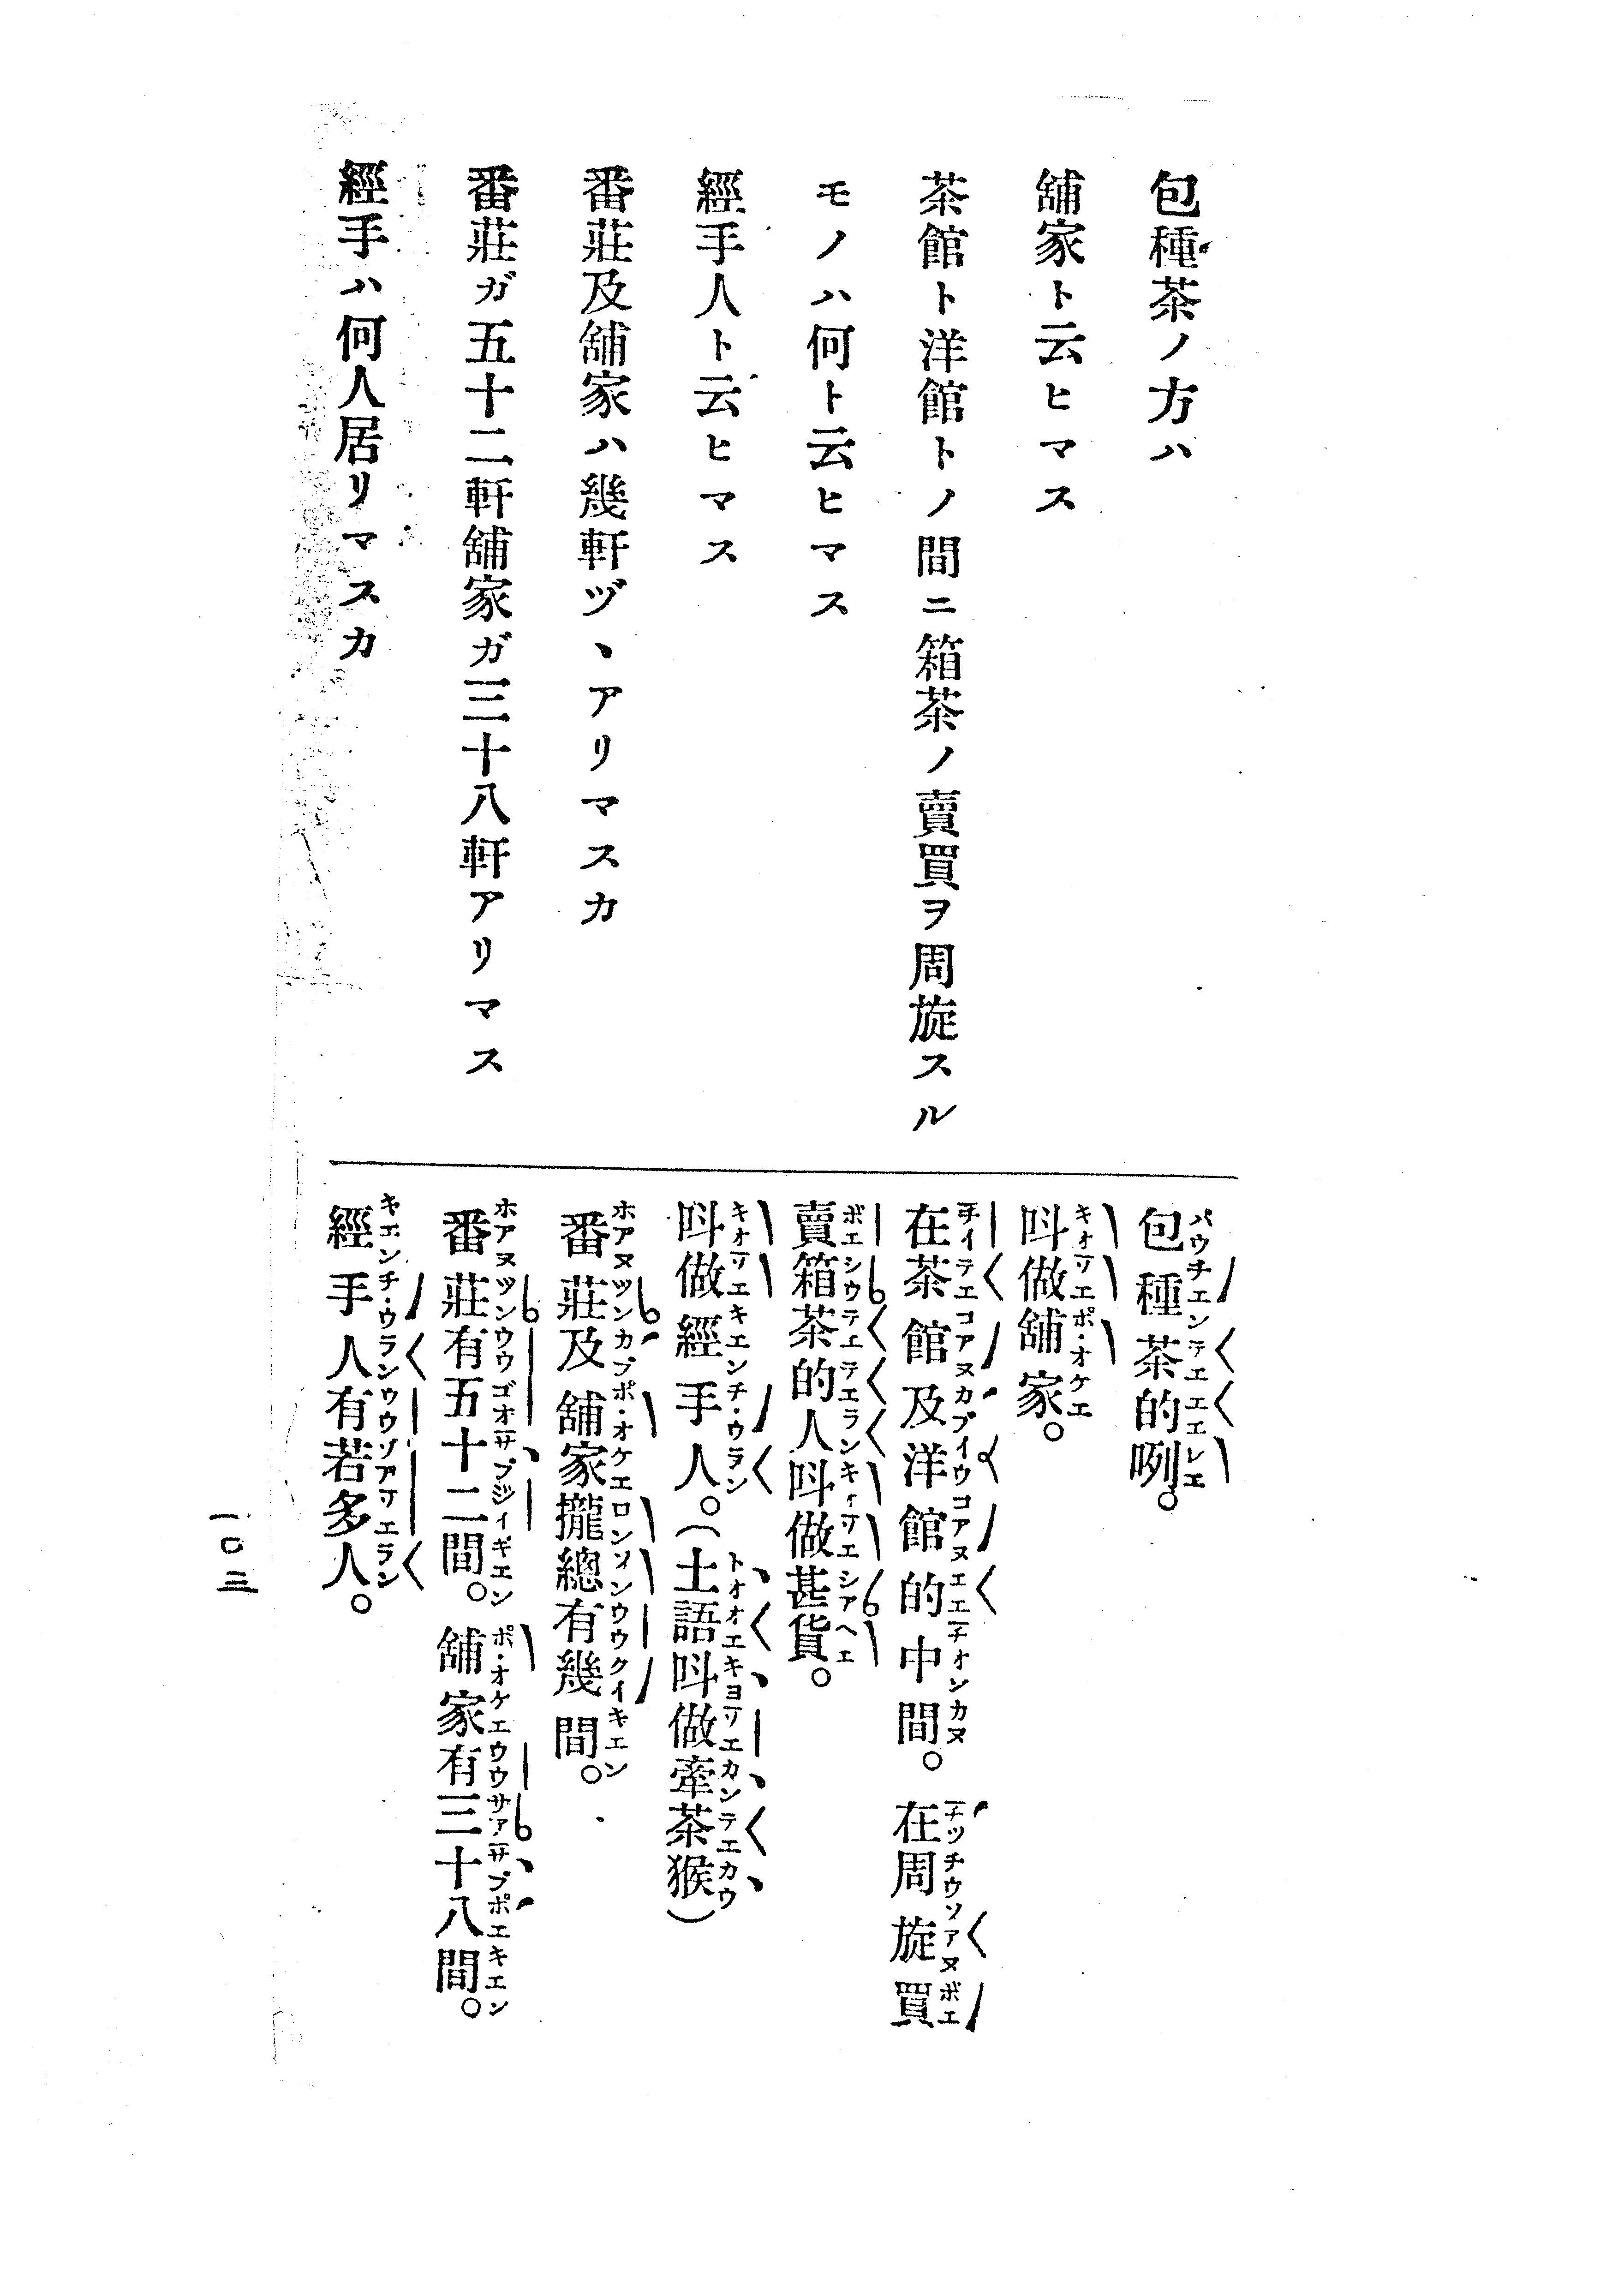 包種茶ノ方ハ
舖家ト云ヒマス
茶館ト洋館トノ間ニ箱茶ノ賣買ヲ周旋スル
モノハ何ト云ヒマス
經手人ト云ヒマス
番莊及舖家ハ幾軒ヅヽアリマスカ
番莊ガ五十二軒舖家ガ三十八軒アリマス
經手ハ何人居リマスカ
包種茶的咧。
呌做舖家。
在茶館及洋館的中間。在周旋買
賣箱茶的人呌做甚貨。
呌做經手人。(土語呌做牽茶猴)
番莊及舖家攏總有幾間。
番莊有五十二間。舖家有三十八間。
經手人有若多人。
一〇三